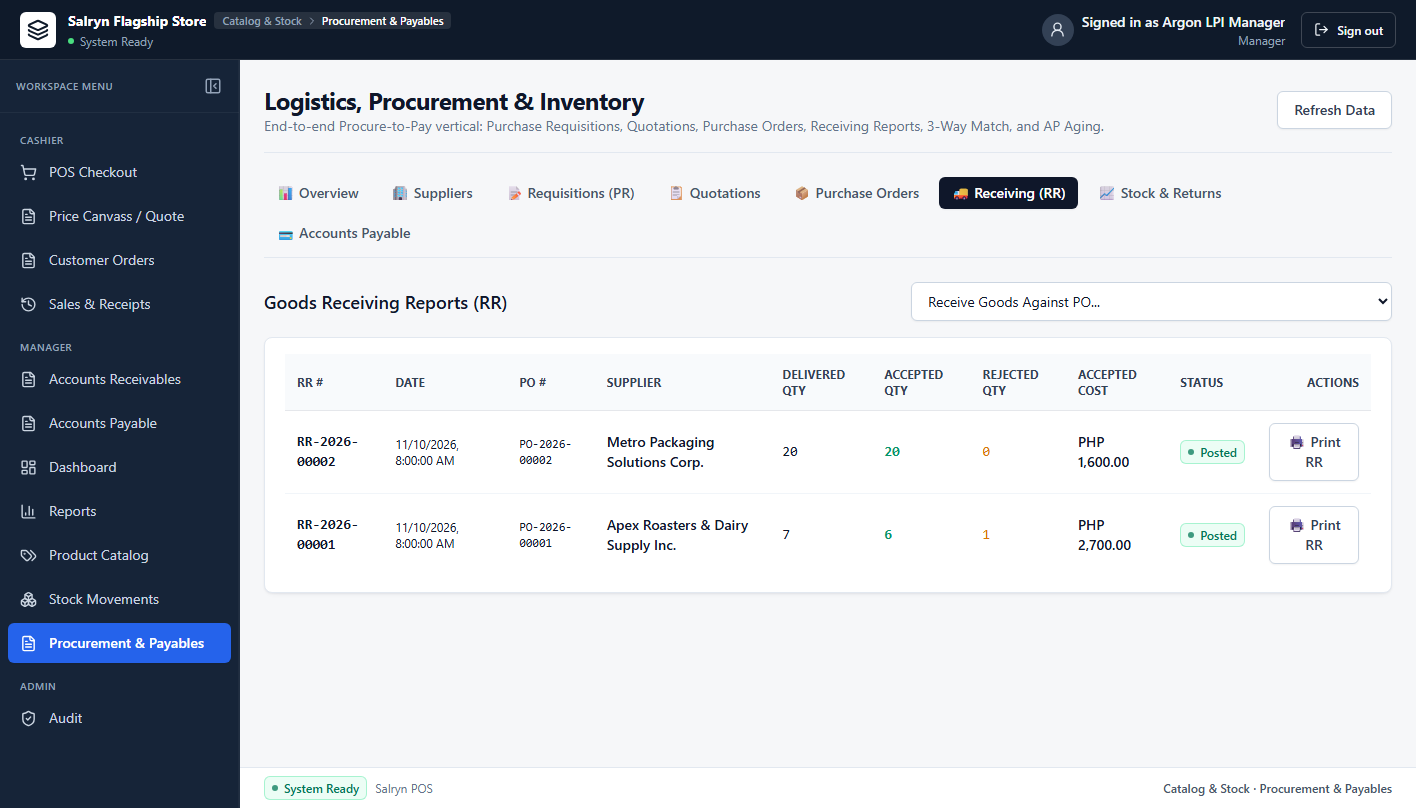 Salryn Flagship Store
Catalog & Stock > Procurement & Payables
System Ready
Signed in as Argon LPI Manager
Manager
Sign out
WORKSPACE MENU
CASHIER
POS Checkout
Price Canvass / Quote
Customer Orders
Sales & Receipts
MANAGER
Accounts Receivables
Accounts Payable
Dashboard
Reports
Product Catalog
Stock Movements
Procurement & Payables
ADMIN
Audit
Logistics, Procurement & Inventory
End-to-end Procure-to-Pay vertical: Purchase Requisitions, Quotations, Purchase Orders, Receiving Reports, 3-Way Match, and AP Aging.
Refresh Data
Overview
Suppliers
Requisitions (PR)
Quotations
Purchase Orders
Receiving (RR)
Stock & Returns
Accounts Payable
Goods Receiving Reports (RR)
Receive Goods Against PO...
RR #
DATE
PO #
SUPPLIER
DELIVERED
QTY
ACCEPTED
QTY
REJECTED
QTY
ACCEPTED
COST
STATUS
ACTIONS
RR-2026-
00002
11/10/2026,
8:00:00 AM
PO-2026-
00002
Metro Packaging
Solutions Corp.
20
20
0
PHP
1,600.00
Posted
Print
RR
RR-2026-
00001
11/10/2026,
8:00:00 AM
PO-2026-
00001
Apex Roasters & Dairy
Supply Inc.
7
6
1
PHP
2,700.00
Posted
Print
RR
System Ready
Salryn POS
Catalog & Stock · Procurement & Payables